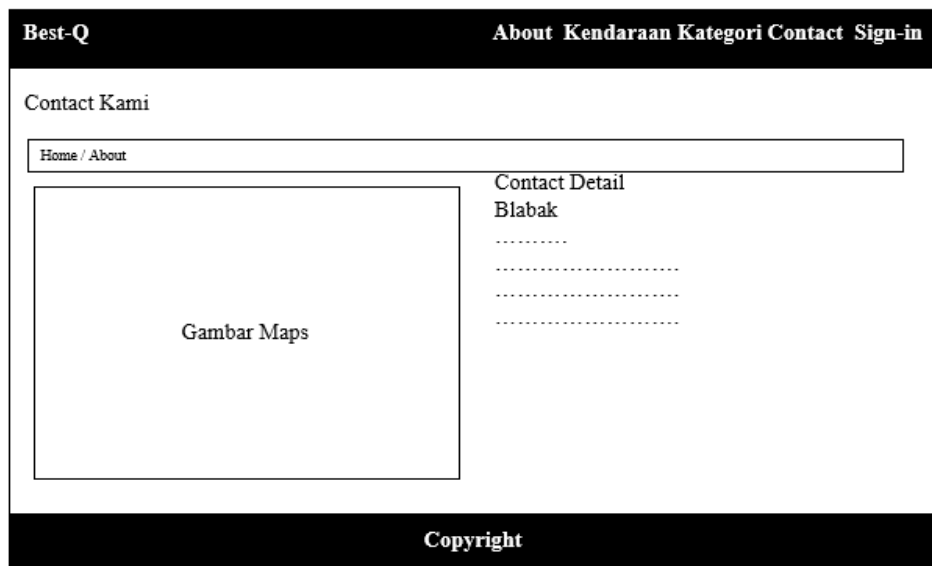 Best-Q
About Kendaraan Kategori Contact Sign-in
Contact Kami
Home / About
Contact Detail
Blabak
……….
…………………….
…………………….
…………………….
Gambar Maps
Copyright